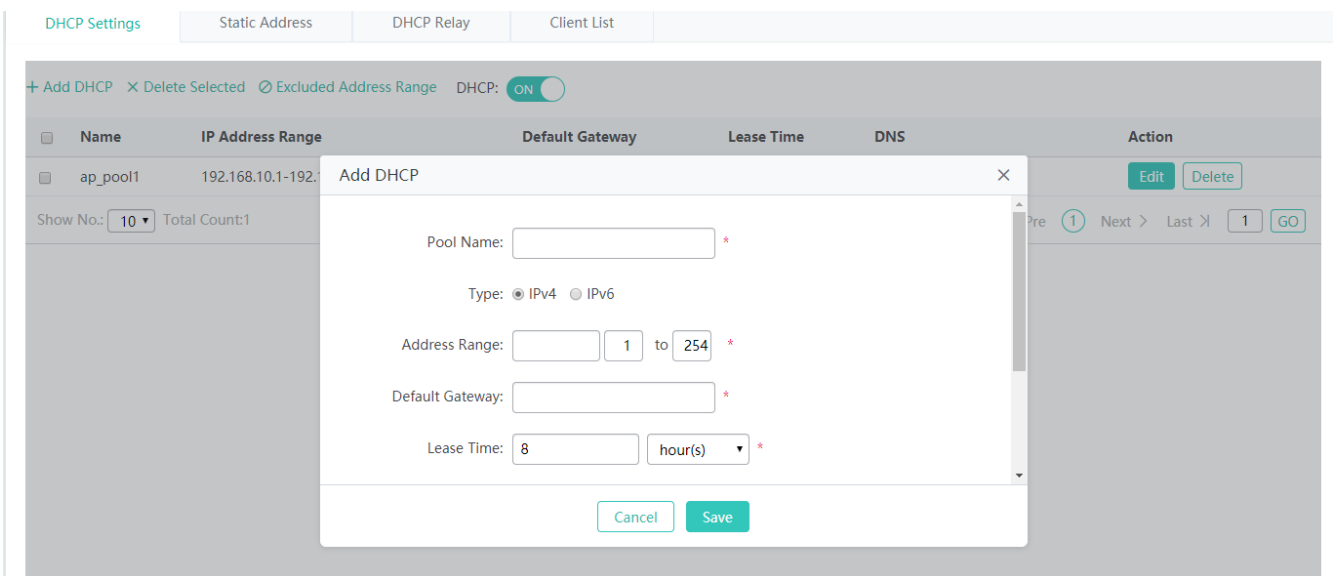 DHCP Settings Static Address DHCP Relay Client List
+ Add DHCP × Delete Selected Excluded Address Range DHCP: ON
Name IP Address Range Default Gateway Lease Time DNS Action
ap_pool1 192.168.10.1-192.1 Edit Delete
Show No.: 10 Total Count:1 Pre 1 Next > Last 1 GO
Add DHCP ×
Pool Name: *
Type: IPv4 IPv6
Address Range: 1 to 254 *
Default Gateway: *
Lease Time: 8 hour(s) *
Cancel Save